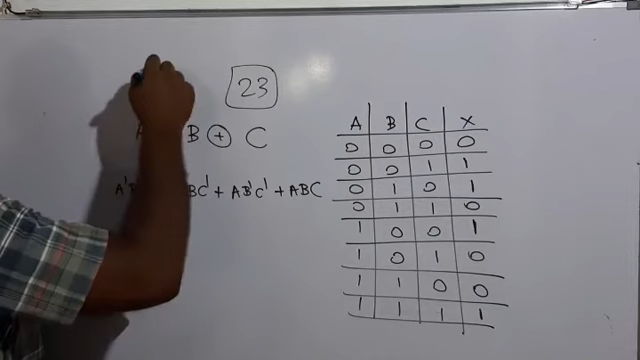 23
A B ⊕ C
A'B BC' + AB'C' + ABC
A B C X
0 0 0 0
0 0 1 1
0 1 0 1
0 1 1 0
1 0 0 1
1 0 1 0
1 1 0 0
1 1 1 1